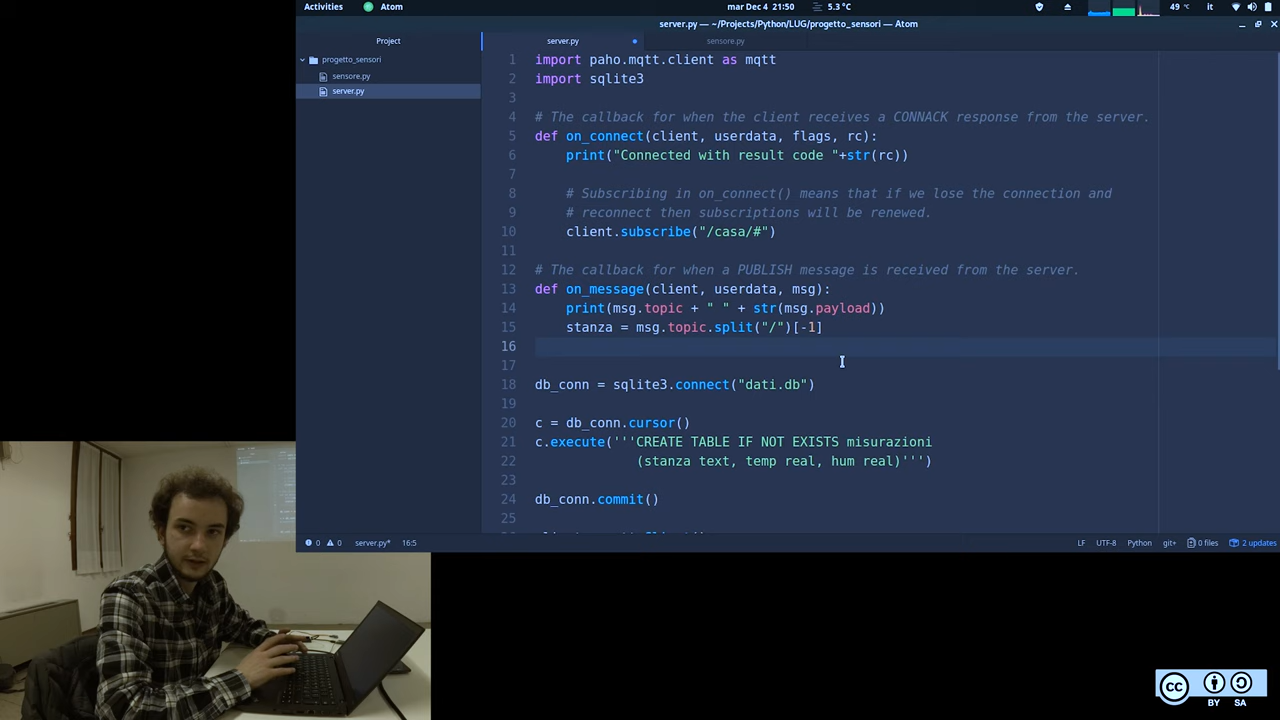 Activities Atom mar Dec 4 21:50 5.3 °C 49 °C it
server.py — ~/Projects/Python/LUG/progetto_sensori — Atom
Project server.py sensore.py
progetto_sensori
sensore.py
server.py
1 import paho.mqtt.client as mqtt
2 import sqlite3
3
4 # The callback for when the client receives a CONNACK response from the server.
5 def on_connect(client, userdata, flags, rc):
6 print("Connected with result code "+str(rc))
7
8 # Subscribing in on_connect() means that if we lose the connection and
9 # reconnect then subscriptions will be renewed.
10 client.subscribe("/casa/#")
11
12 # The callback for when a PUBLISH message is received from the server.
13 def on_message(client, userdata, msg):
14 print(msg.topic + " " + str(msg.payload))
15 stanza = msg.topic.split("/")[-1]
16
17
18 db_conn = sqlite3.connect("dati.db")
19
20 c = db_conn.cursor()
21 c.execute('''CREATE TABLE IF NOT EXISTS misurazioni
22 (stanza text, temp real, hum real)''')
23
24 db_conn.commit()
25
0 0 server.py* 16:5 LF UTF-8 Python git+ 0 files 2 updates
cc
BY SA